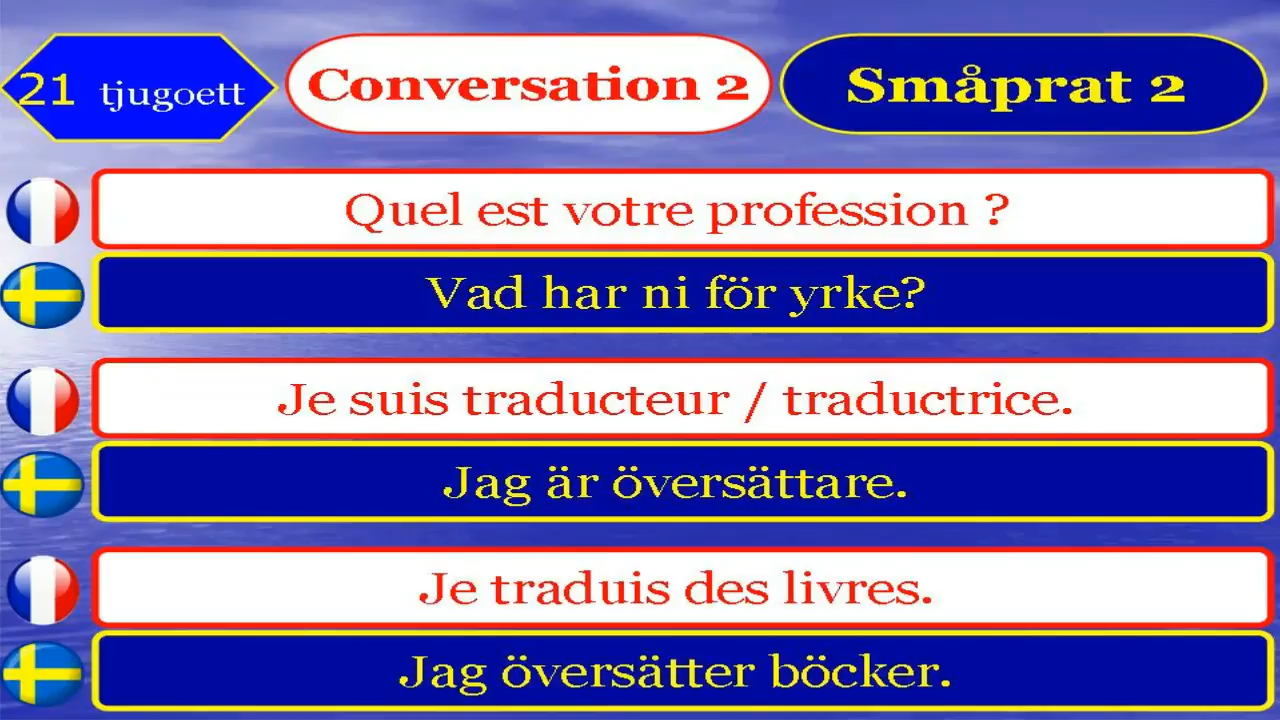 21 tjugoett
Conversation 2
Småprat 2
Quel est votre profession ?
Vad har ni för yrke?
Je suis traducteur / traductrice.
Jag är översättare.
Je traduis des livres.
Jag översätter böcker.